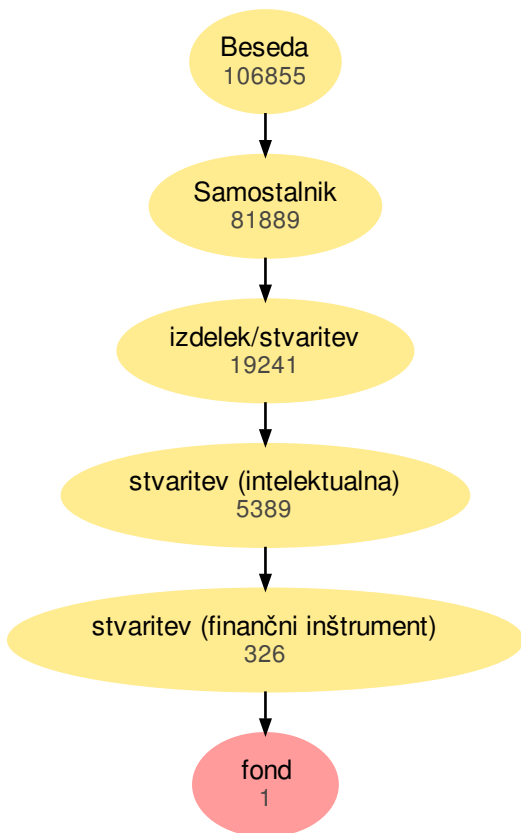 Beseda
106855
Samostalnik
81889
izdelek/stvaritev
19241
stvaritev (intelektualna)
5389
stvaritev (finančni inštrument)
326
fond
1